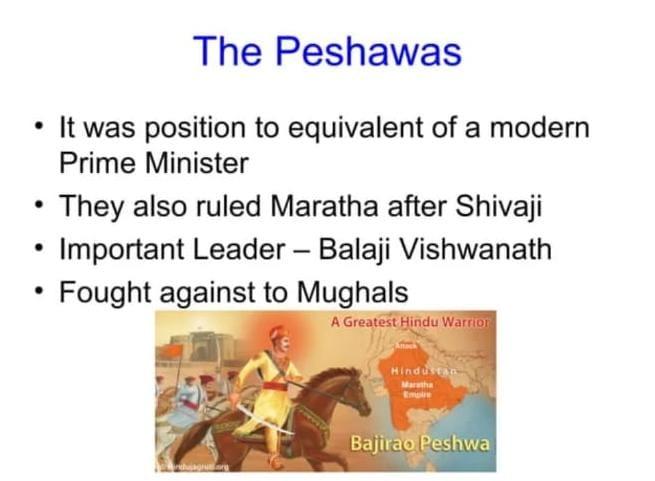 The Peshawas
• It was position to equivalent of a modern
Prime Minister
• They also ruled Maratha after Shivaji
• Important Leader – Balaji Vishwanath
• Fought against to Mughals
A Greatest Hindu Warrior
Attock
Hindustan
Maratha
Empire
Bajirao Peshwa